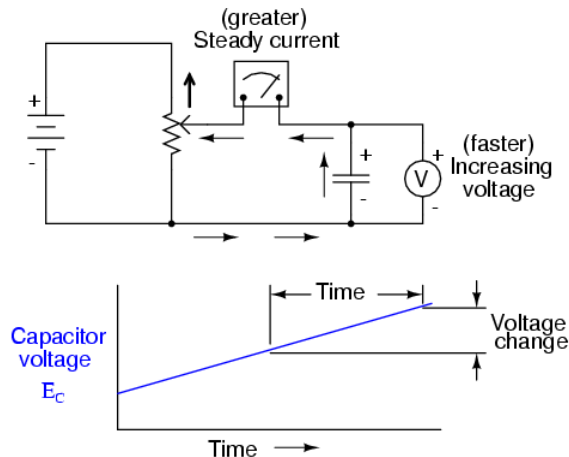 (greater)
Steady current
+
-
+
-
+
-
V
(faster)
Increasing
voltage
Time
Voltage
change
Capacitor
voltage
EC
Time